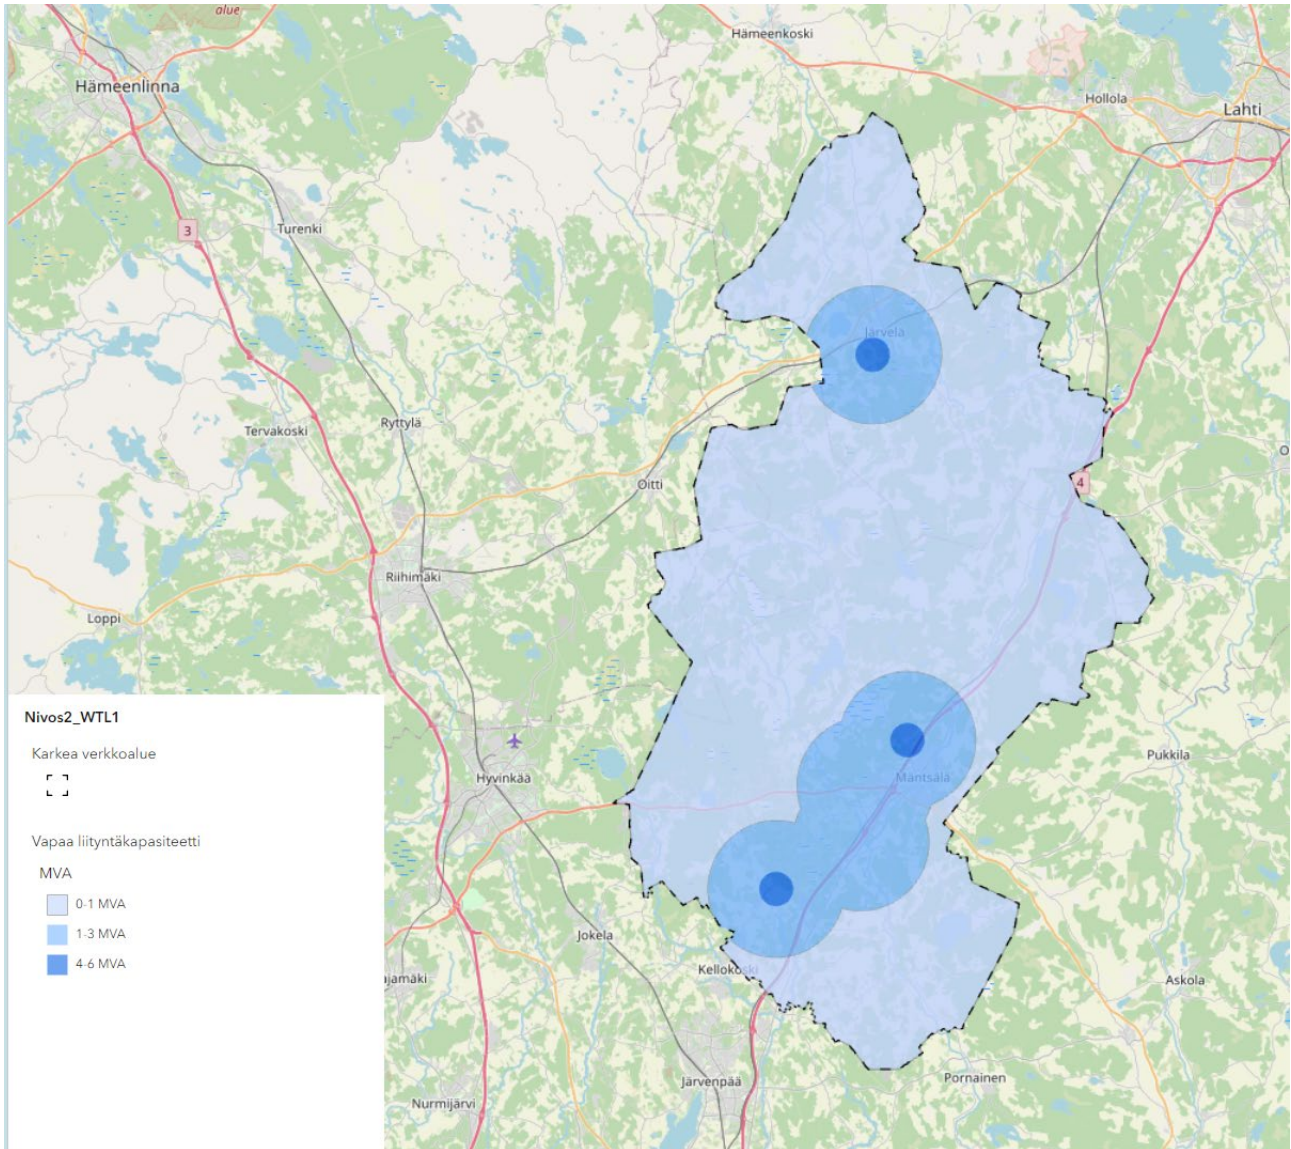 alue
Hämeenkoski
Hämeenlinna
Hollola
Lahti
3
Turenki
Järvelä
Ryttylä
Tervakoski
Oitti
4
Riihimäki
Loppi
Nivos2_WTL1
Karkea verkkoalue
Pukkila
Hyvinkää
Mäntsälä
Vapaa liityntäkapasiteetti
MVA
0-1 MVA
1-3 MVA
4-6 MVA
Jokela
Kellokoski
ajamäki
Askola
Järvenpää
Pornainen
Nurmijärvi